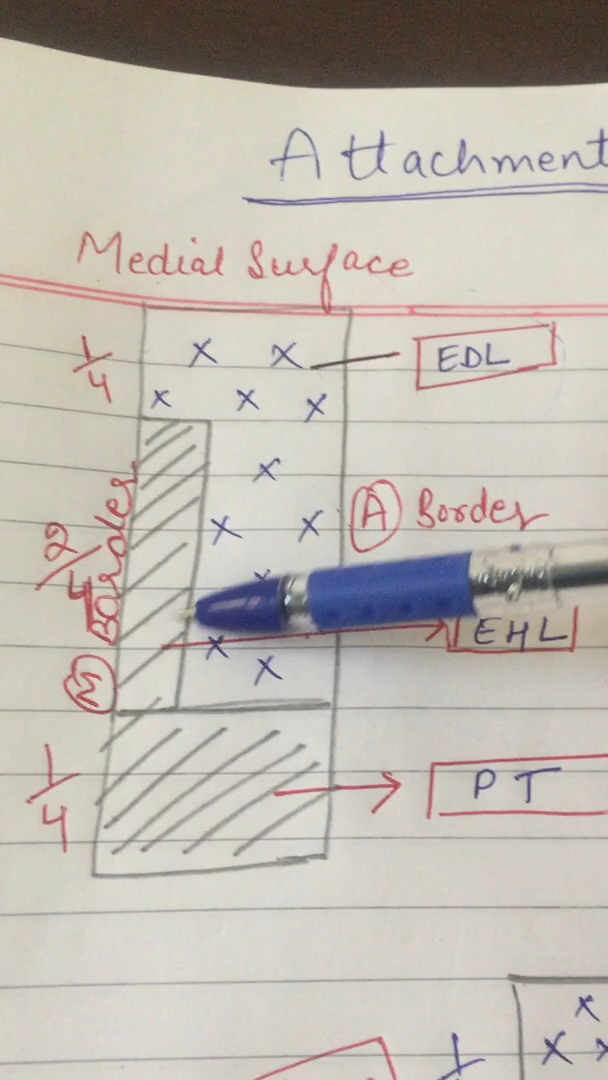 Attachment
Medial Surface
1/4
x x
EDL
x x x
x
2/4
x x
(A) Border
Border
x
EHL
x
x
(M)
1/4
PT
x
x x